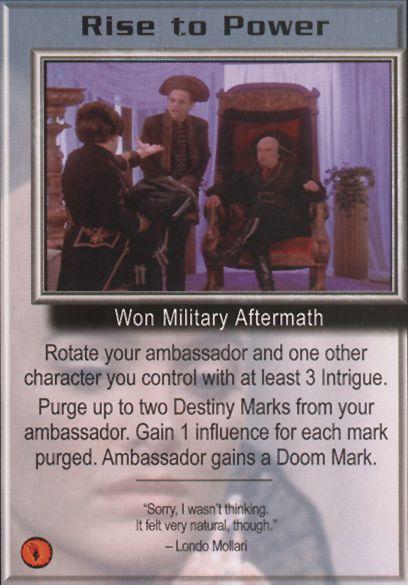 Rise to Power
Won Military Aftermath
Rotate your ambassador and one other
character you control with at least 3 Intrigue.
Purge up to two Destiny Marks from your
ambassador. Gain 1 influence for each mark
purged. Ambassador gains a Doom Mark.
"Sorry, I wasn't thinking.
It felt very natural, though."
– Londo Mollari